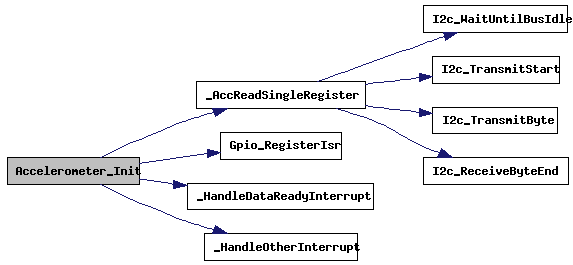 I2c_WaitUntilBusIdle
I2c_TransmitStart
_AccReadSingleRegister
I2c_TransmitByte
Gpio_RegisterIsr
Accelerometer_Init
I2c_ReceiveByteEnd
_HandleDataReadyInterrupt
_HandleOtherInterrupt